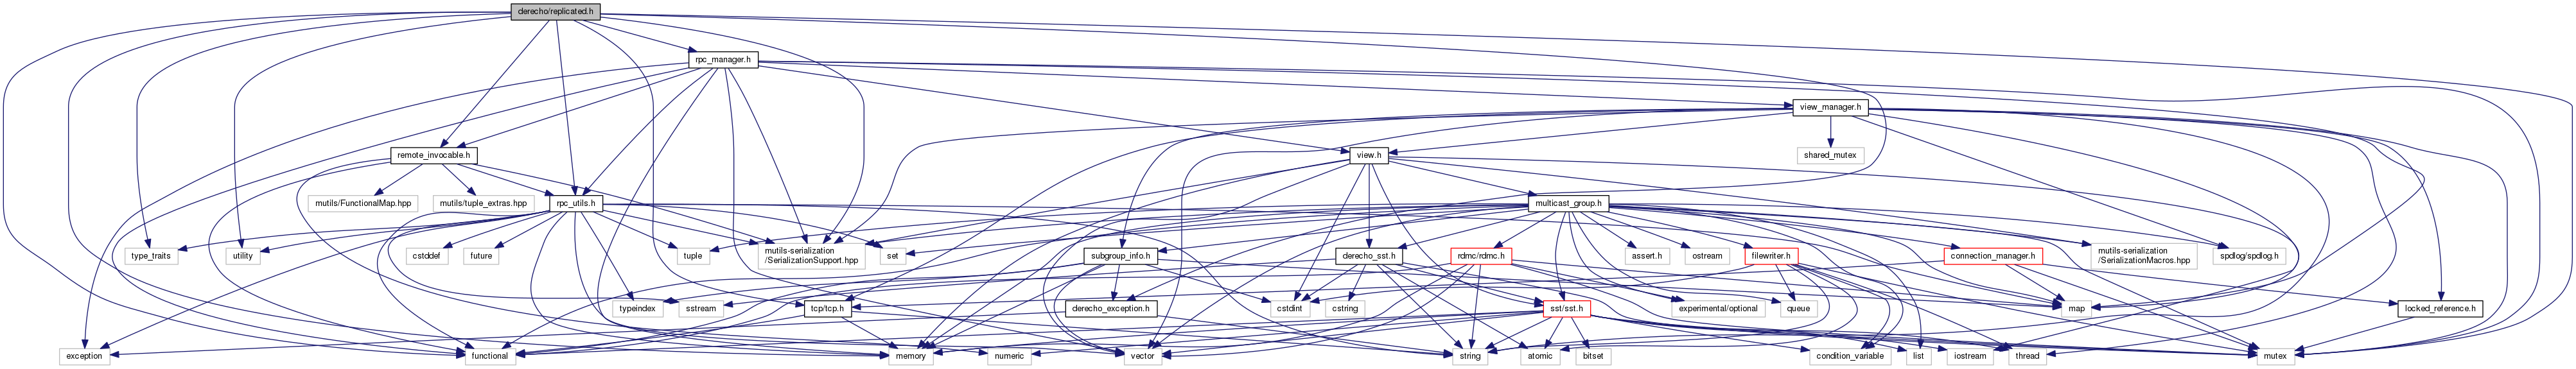 derecho/replicated.h
rpc_manager.h
view_manager.h
remote_invocable.h
view.h
shared_mutex
mutils/FunctionalMap.hpp
mutils/tuple_extras.hpp
rpc_utils.h
multicast_group.h
type_traits
utility
cstddef
future
tuple
mutils-serialization
/SerializationSupport.hpp
set
subgroup_info.h
derecho_sst.h
rdmc/rdmc.h
assert.h
ostream
filewriter.h
connection_manager.h
mutils-serialization
/SerializationMacros.hpp
spdlog/spdlog.h
typeindex
sstream
tcp/tcp.h
derecho_exception.h
cstdint
cstring
sst/sst.h
experimental/optional
queue
map
locked_reference.h
exception
functional
memory
numeric
vector
string
atomic
bitset
condition_variable
list
iostream
thread
mutex